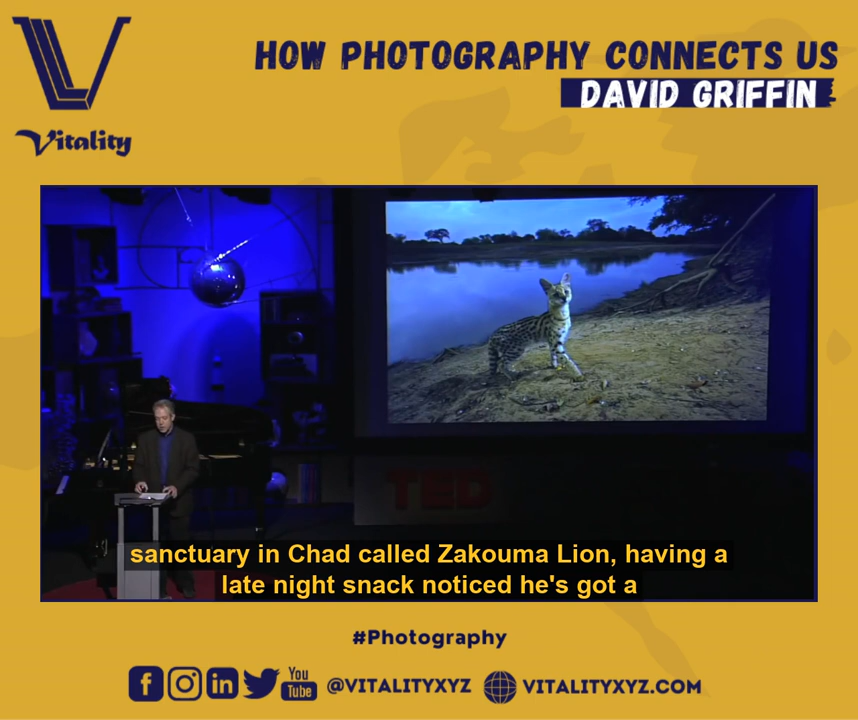 HOW PHOTOGRAPHY CONNECTS US
DAVID GRIFFIN
Vitality
TED
sanctuary in Chad called Zakouma Lion, having a
late night snack noticed he's got a
#Photography
You
Tube
@VITALITYXYZ
VITALITYXYZ.COM